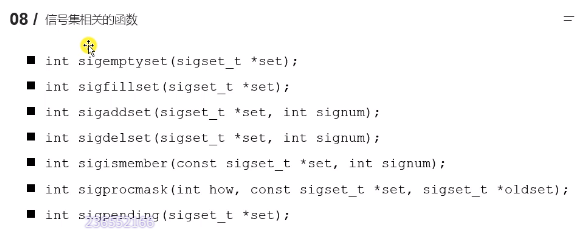 08 / 信号集相关的函数
int sigemptyset(sigset_t *set);
int sigfillset(sigset_t *set);
int sigaddset(sigset_t *set, int signum);
int sigdelset(sigset_t *set, int signum);
int sigismember(const sigset_t *set, int signum);
int sigprocmask(int how, const sigset_t *set, sigset_t *oldset);
int sigpending(sigset_t *set);